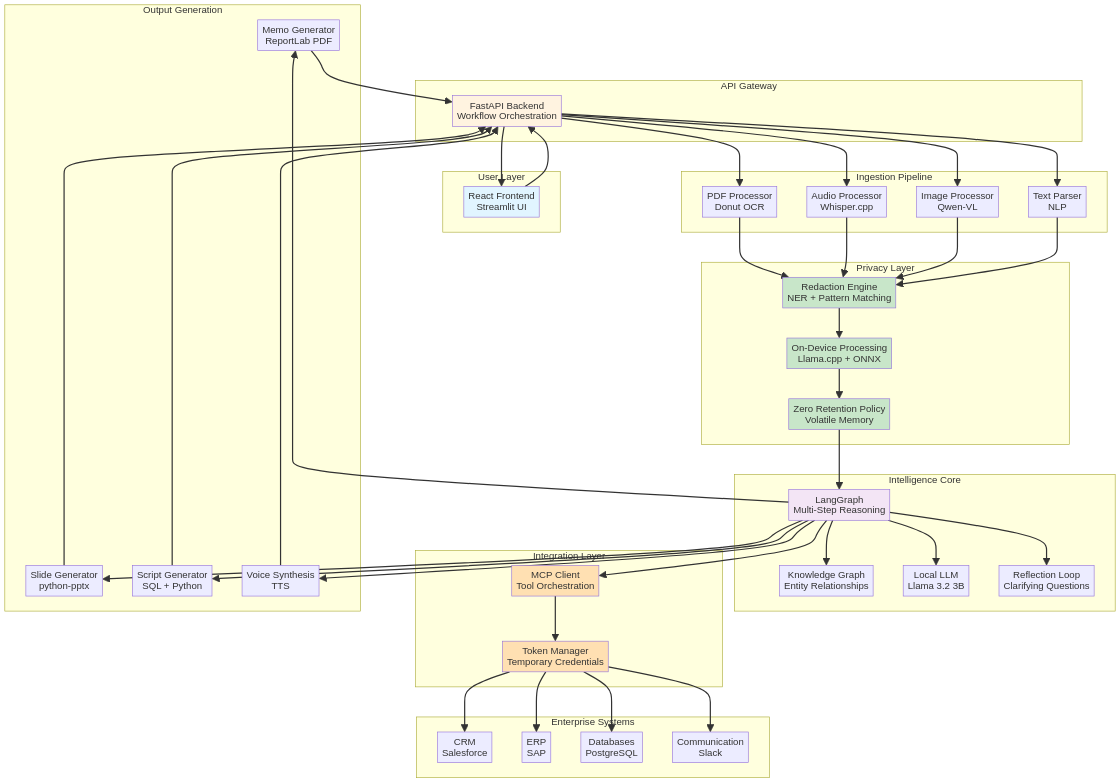 Output Generation
Memo Generator
ReportLab PDF
API Gateway
FastAPI Backend
Workflow Orchestration
User Layer
React Frontend
Streamlit UI
Ingestion Pipeline
PDF Processor
Donut OCR
Audio Processor
Whisper.cpp
Image Processor
Qwen-VL
Text Parser
NLP
Privacy Layer
Redaction Engine
NER + Pattern Matching
On-Device Processing
Llama.cpp + ONNX
Zero Retention Policy
Volatile Memory
Intelligence Core
LangGraph
Multi-Step Reasoning
Knowledge Graph
Entity Relationships
Local LLM
Llama 3.2 3B
Reflection Loop
Clarifying Questions
Slide Generator
python-pptx
Script Generator
SQL + Python
Voice Synthesis
TTS
Integration Layer
MCP Client
Tool Orchestration
Token Manager
Temporary Credentials
Enterprise Systems
CRM
Salesforce
ERP
SAP
Databases
PostgreSQL
Communication
Slack